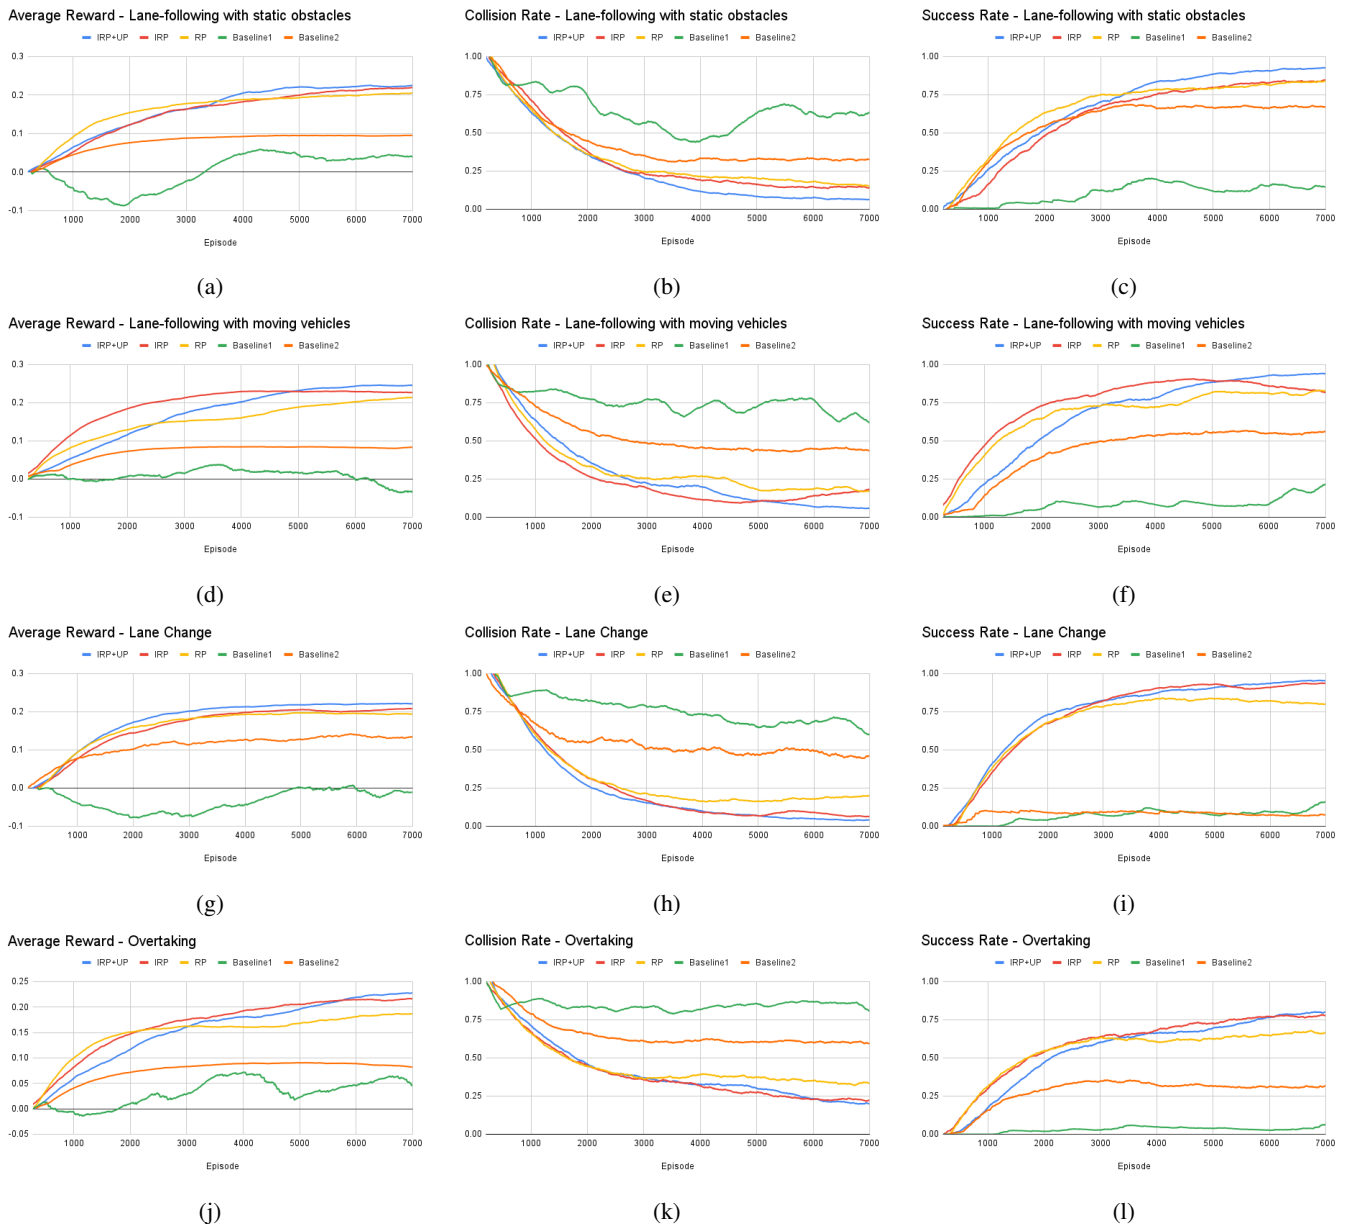 Average Reward - Lane-following with static obstacles
IRP+UP IRP RP Baseline1 Baseline2
0.3
0.2
0.1
0.0
-0.1
1000 2000 3000 4000 5000 6000 7000
Episode
(a)
Collision Rate - Lane-following with static obstacles
IRP+UP IRP RP Baseline1 Baseline2
1.00
0.75
0.50
0.25
0.00
1000 2000 3000 4000 5000 6000 7000
Episode
(b)
Success Rate - Lane-following with static obstacles
IRP+UP IRP RP Baseline1 Baseline2
1.00
0.75
0.50
0.25
0.00
1000 2000 3000 4000 5000 6000 7000
Episode
(c)
Average Reward - Lane-following with moving vehicles
IRP+UP IRP RP Baseline1 Baseline2
0.3
0.2
0.1
0.0
-0.1
1000 2000 3000 4000 5000 6000 7000
Episode
(d)
Collision Rate - Lane-following with moving vehicles
IRP+UP IRP RP Baseline1 Baseline2
1.00
0.75
0.50
0.25
0.00
1000 2000 3000 4000 5000 6000 7000
Episode
(e)
Success Rate - Lane-following with moving vehicles
IRP+UP IRP RP Baseline1 Baseline2
1.00
0.75
0.50
0.25
0.00
1000 2000 3000 4000 5000 6000 7000
Episode
(f)
Average Reward - Lane Change
IRP+UP IRP RP Baseline1 Baseline2
0.3
0.2
0.1
0.0
-0.1
1000 2000 3000 4000 5000 6000 7000
Episode
(g)
Collision Rate - Lane Change
IRP+UP IRP RP Baseline1 Baseline2
1.00
0.75
0.50
0.25
0.00
1000 2000 3000 4000 5000 6000 7000
Episode
(h)
Success Rate - Lane Change
IRP+UP IRP RP Baseline1 Baseline2
1.00
0.75
0.50
0.25
0.00
1000 2000 3000 4000 5000 6000 7000
Episode
(i)
Average Reward - Overtaking
IRP+UP IRP RP Baseline1 Baseline2
0.25
0.20
0.15
0.10
0.05
0.00
-0.05
1000 2000 3000 4000 5000 6000 7000
Episode
(j)
Collision Rate - Overtaking
IRP+UP IRP RP Baseline1 Baseline2
1.00
0.75
0.50
0.25
0.00
1000 2000 3000 4000 5000 6000 7000
Episode
(k)
Success Rate - Overtaking
IRP+UP IRP RP Baseline1 Baseline2
1.00
0.75
0.50
0.25
0.00
1000 2000 3000 4000 5000 6000 7000
Episode
(l)